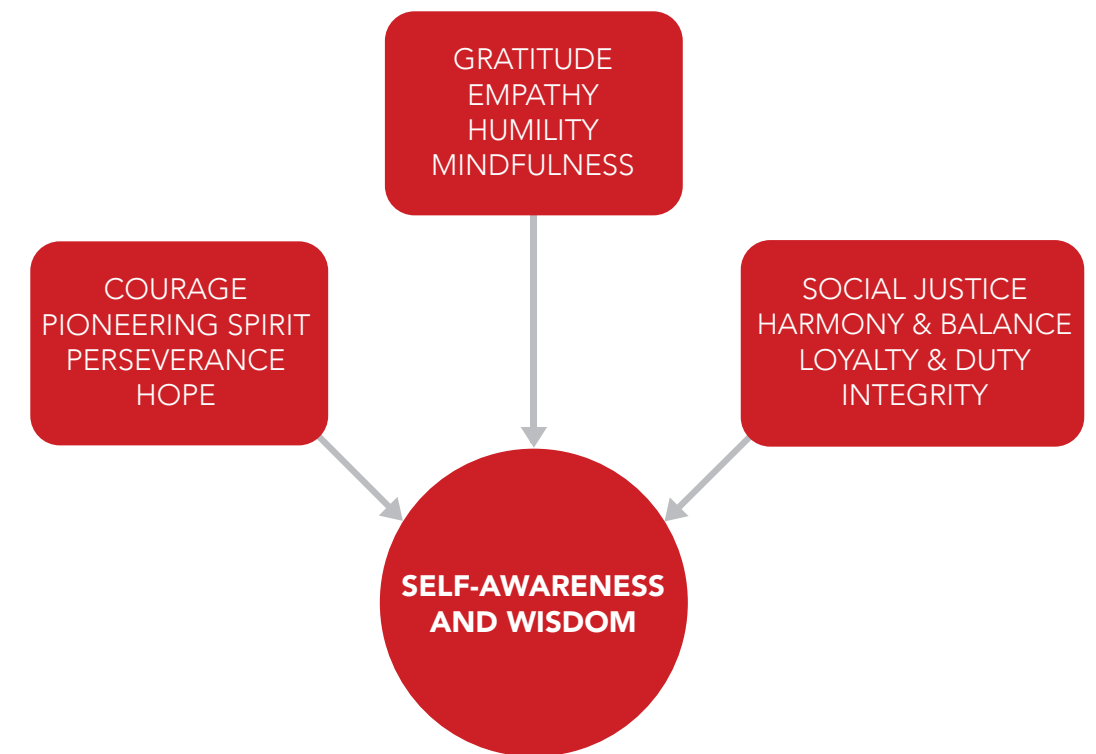 GRATITUDE
EMPATHY
HUMILITY
MINDFULNESS
COURAGE
PIONEERING SPIRIT
PERSEVERANCE
HOPE
SOCIAL JUSTICE
HARMONY & BALANCE
LOYALTY & DUTY
INTEGRITY
SELF-AWARENESS
AND WISDOM